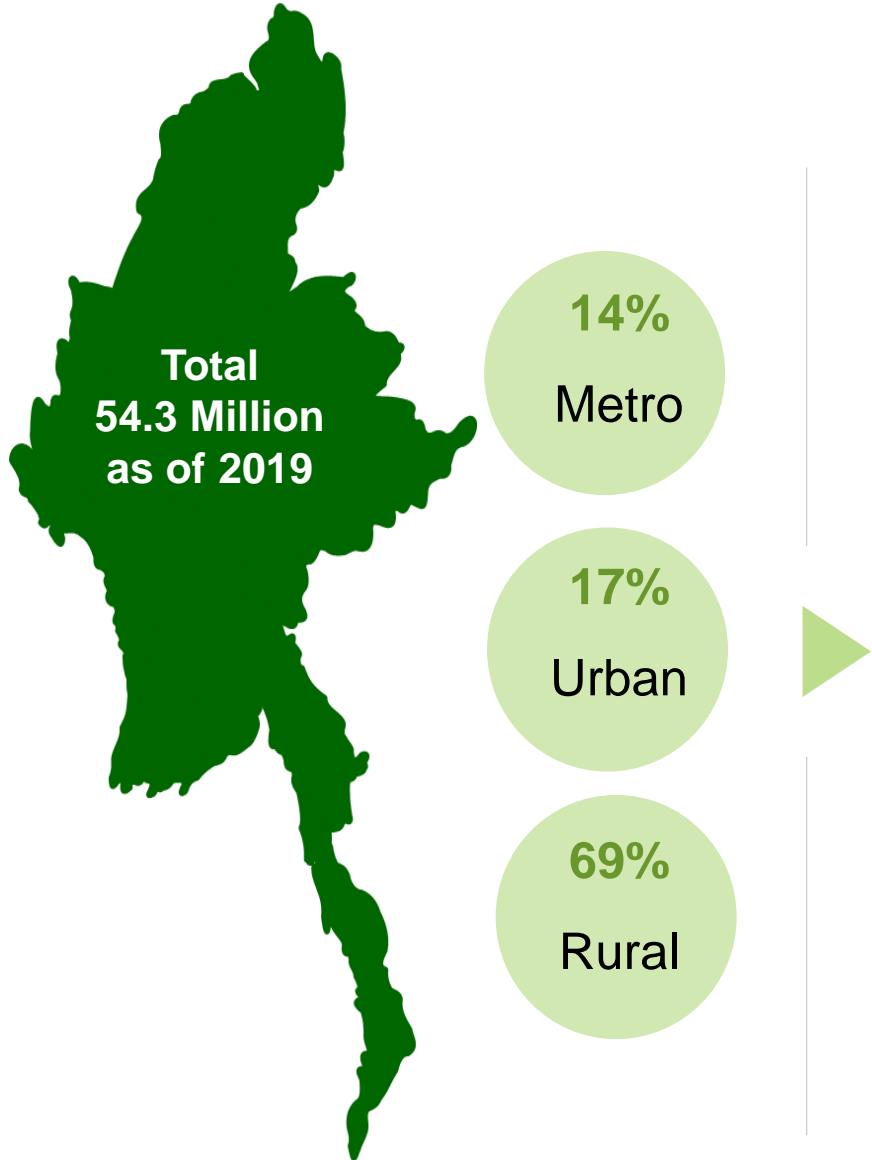 Total
54.3 Million
as of 2019
14%
Metro
17%
Urban
69%
Rural